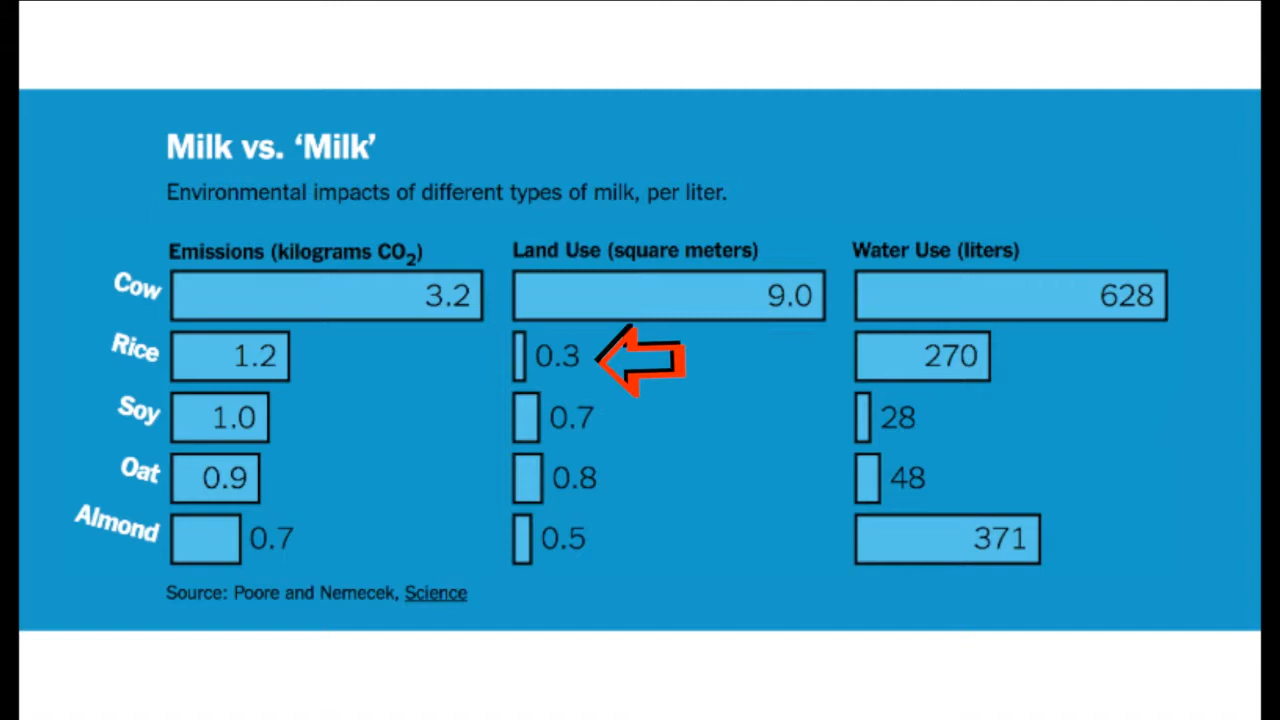 Milk vs. ‘Milk’
Environmental impacts of different types of milk, per liter.
Emissions (kilograms CO₂) Land Use (square meters) Water Use (liters)
Cow 3.2 9.0 628
Rice 1.2 0.3 270
Soy 1.0 0.7 28
Oat 0.9 0.8 48
Almond 0.7 0.5 371
Source: Poore and Nemecek, Science